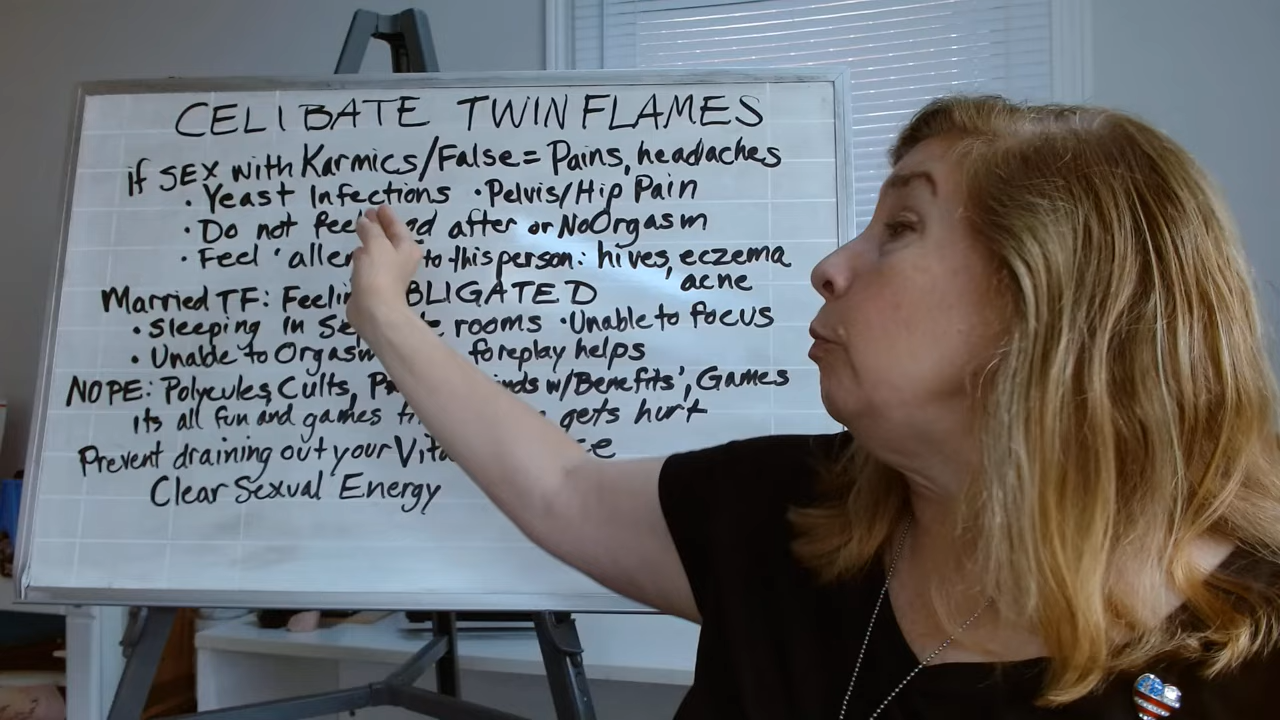 CELIBATE TWIN FLAMES
if SEX with Karmics/False = Pains, headaches
• Yeast Infections • Pelvis/Hip Pain
• Do not after or No Orgasm
• Feel to this person: hives, eczema
acne
Married TF:
• Sleeping in rooms • Unable to focus
• Unable to foreplay helps
NOPE: Polycules, Cults, w/Benefits', Games
its all fun and games gets hurt
Prevent draining out your
Clear Sexual Energy